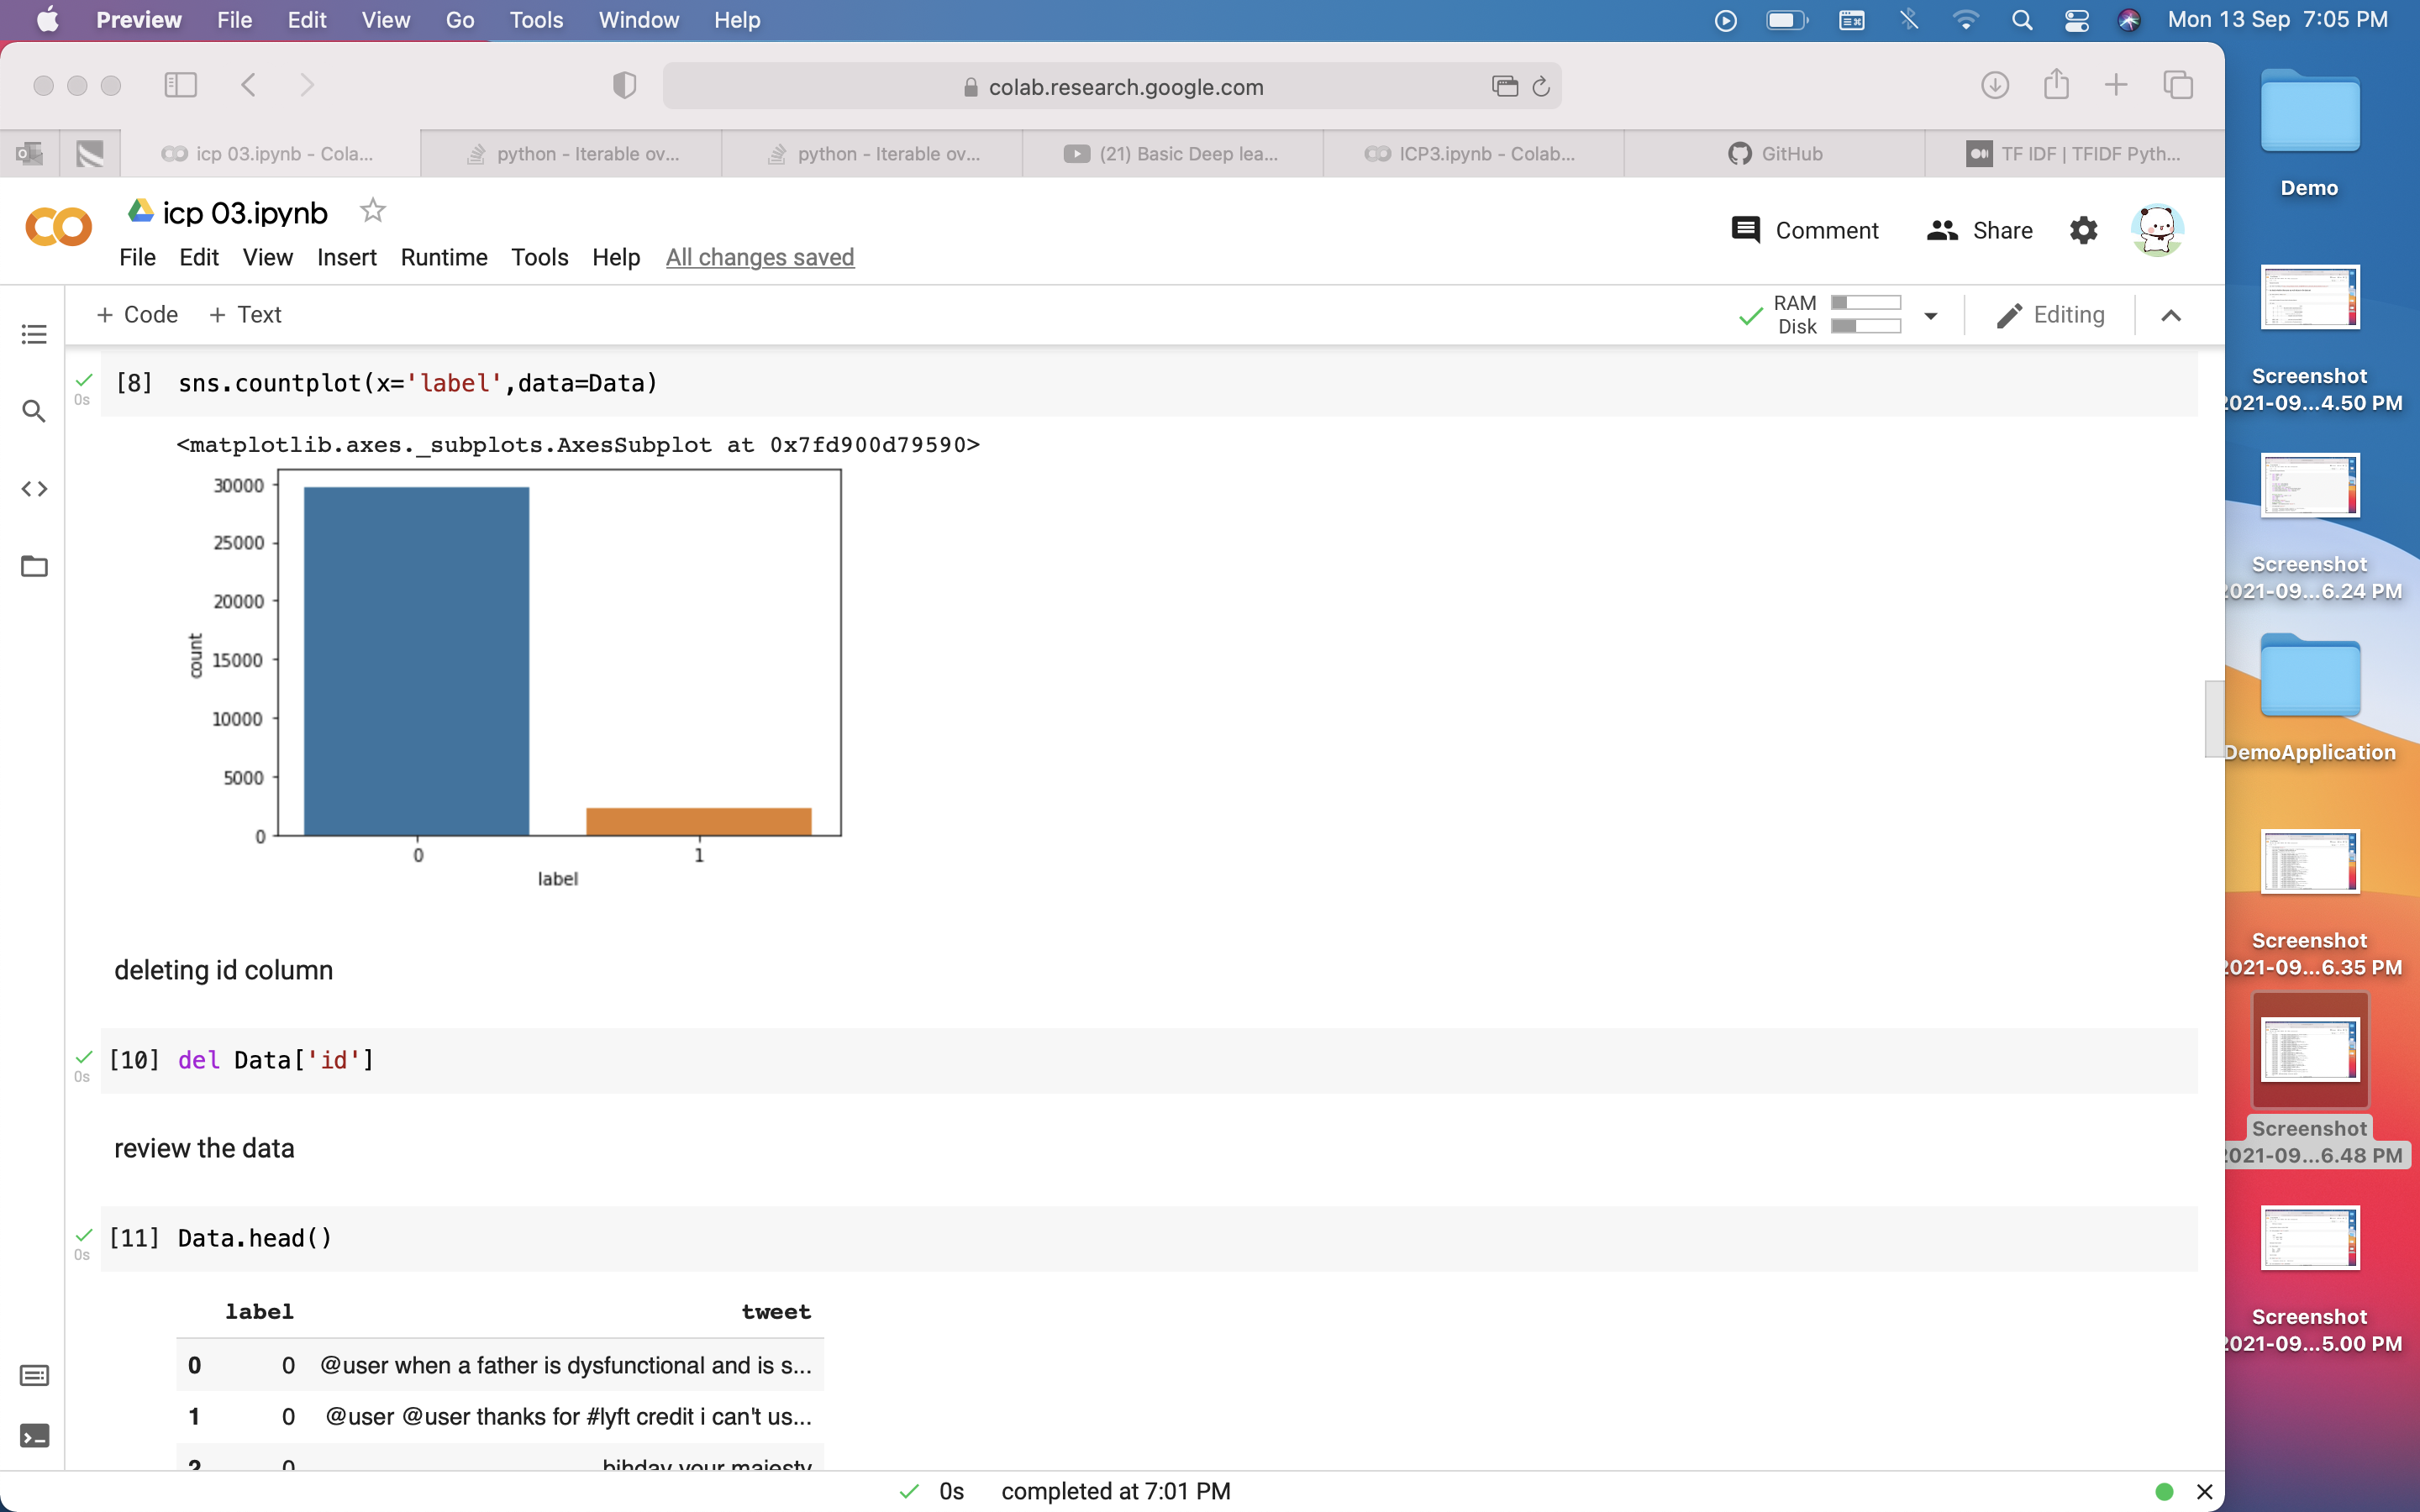 Preview File Edit View Go Tools Window Help
Mon 13 Sep 7:05 PM
colab.research.google.com
icp 03.ipynb - Cola...
python - Iterable ov...
python - Iterable ov...
(21) Basic Deep lea...
ICP3.ipynb - Colab...
GitHub
TF IDF | TFIDF Pyth...
icp 03.ipynb
Comment
Share
File Edit View Insert Runtime Tools Help All changes saved
+ Code + Text
RAM
Disk
Editing
[8] sns.countplot(x='label',data=Data)
0s
<matplotlib.axes._subplots.AxesSubplot at 0x7fd900d79590>
30000
25000
20000
15000
10000
5000
0
count
0 1
label
deleting id column
[10] del Data['id']
0s
review the data
[11] Data.head()
0s
label tweet
0 0 @user when a father is dysfunctional and is s...
1 0 @user @user thanks for #lyft credit i can't us...
2 0 bihday your majesty
0s completed at 7:01 PM
Demo
Screenshot
2021-09...4.50 PM
Screenshot
2021-09...6.24 PM
DemoApplication
Screenshot
2021-09...6.35 PM
Screenshot
2021-09...6.48 PM
Screenshot
2021-09...5.00 PM